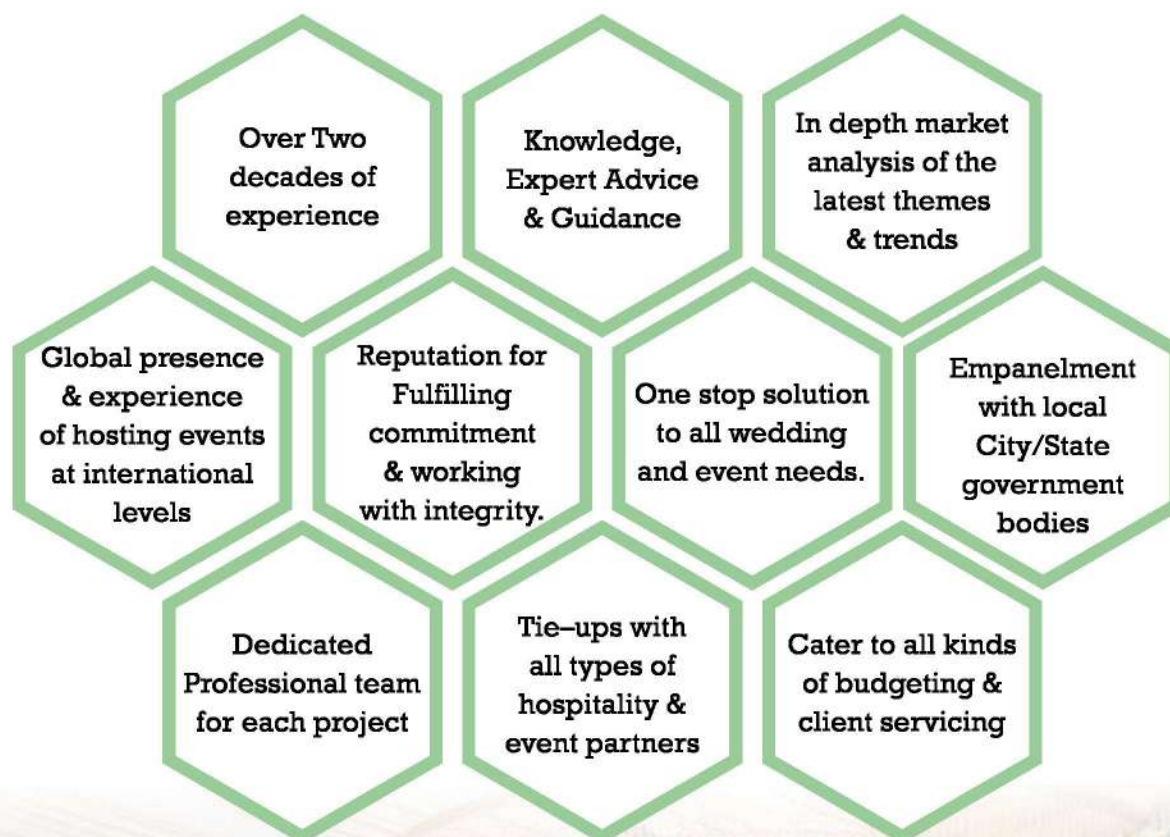 Over Two
decades of
experience
Knowledge,
Expert Advice
& Guidance
In depth market
analysis of the
latest themes
& trends
Global presence
& experience
of hosting events
at international
levels
Reputation for
Fulfilling
commitment
& working
with integrity.
One stop solution
to all wedding
and event needs.
Empanelment
with local
City/State
government
bodies
Dedicated
Professional team
for each project
Tie–ups with
all types of
hospitality &
event partners
Cater to all kinds
of budgeting &
client servicing